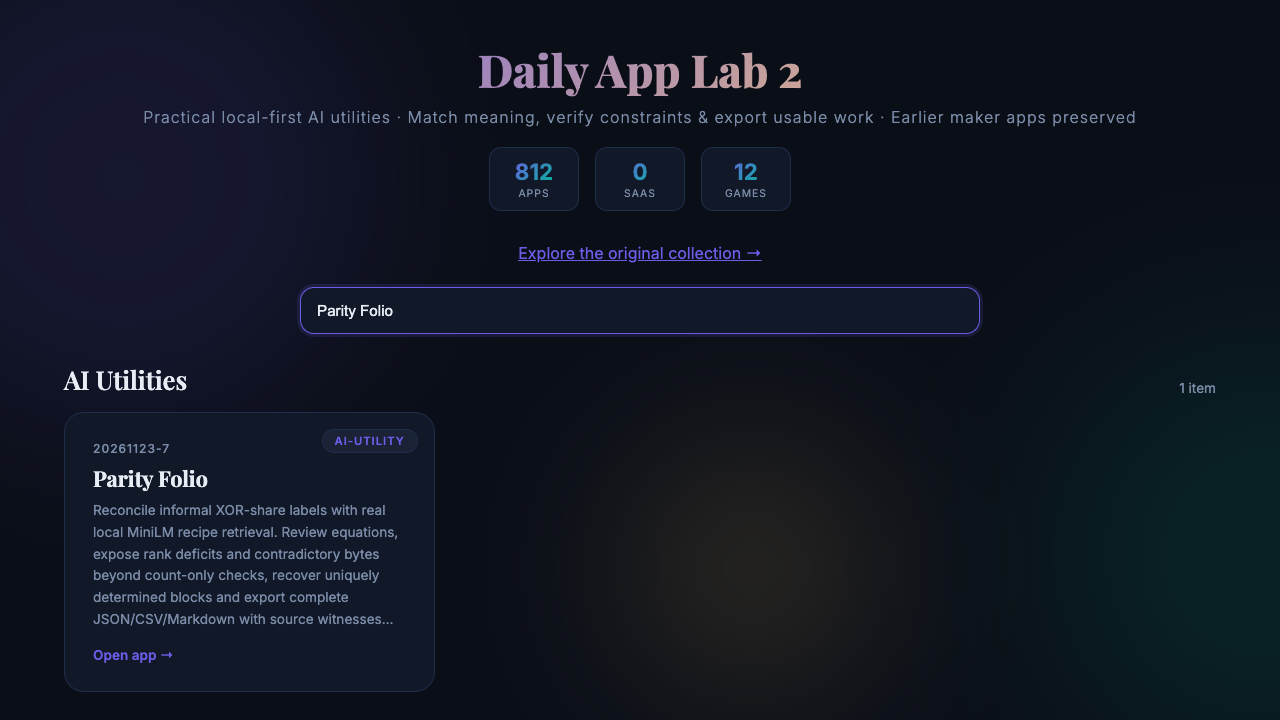 Daily App Lab 2
Practical local-first AI utilities · Match meaning, verify constraints & export usable work · Earlier maker apps preserved
812
APPS
0
SAAS
12
GAMES
Explore the original collection →
Parity Folio
AI Utilities
1 item
20261123-7
AI-UTILITY
Parity Folio
Reconcile informal XOR-share labels with real
local MiniLM recipe retrieval. Review equations,
expose rank deficits and contradictory bytes
beyond count-only checks, recover uniquely
determined blocks and export complete
JSON/CSV/Markdown with source witnesses...
Open app →